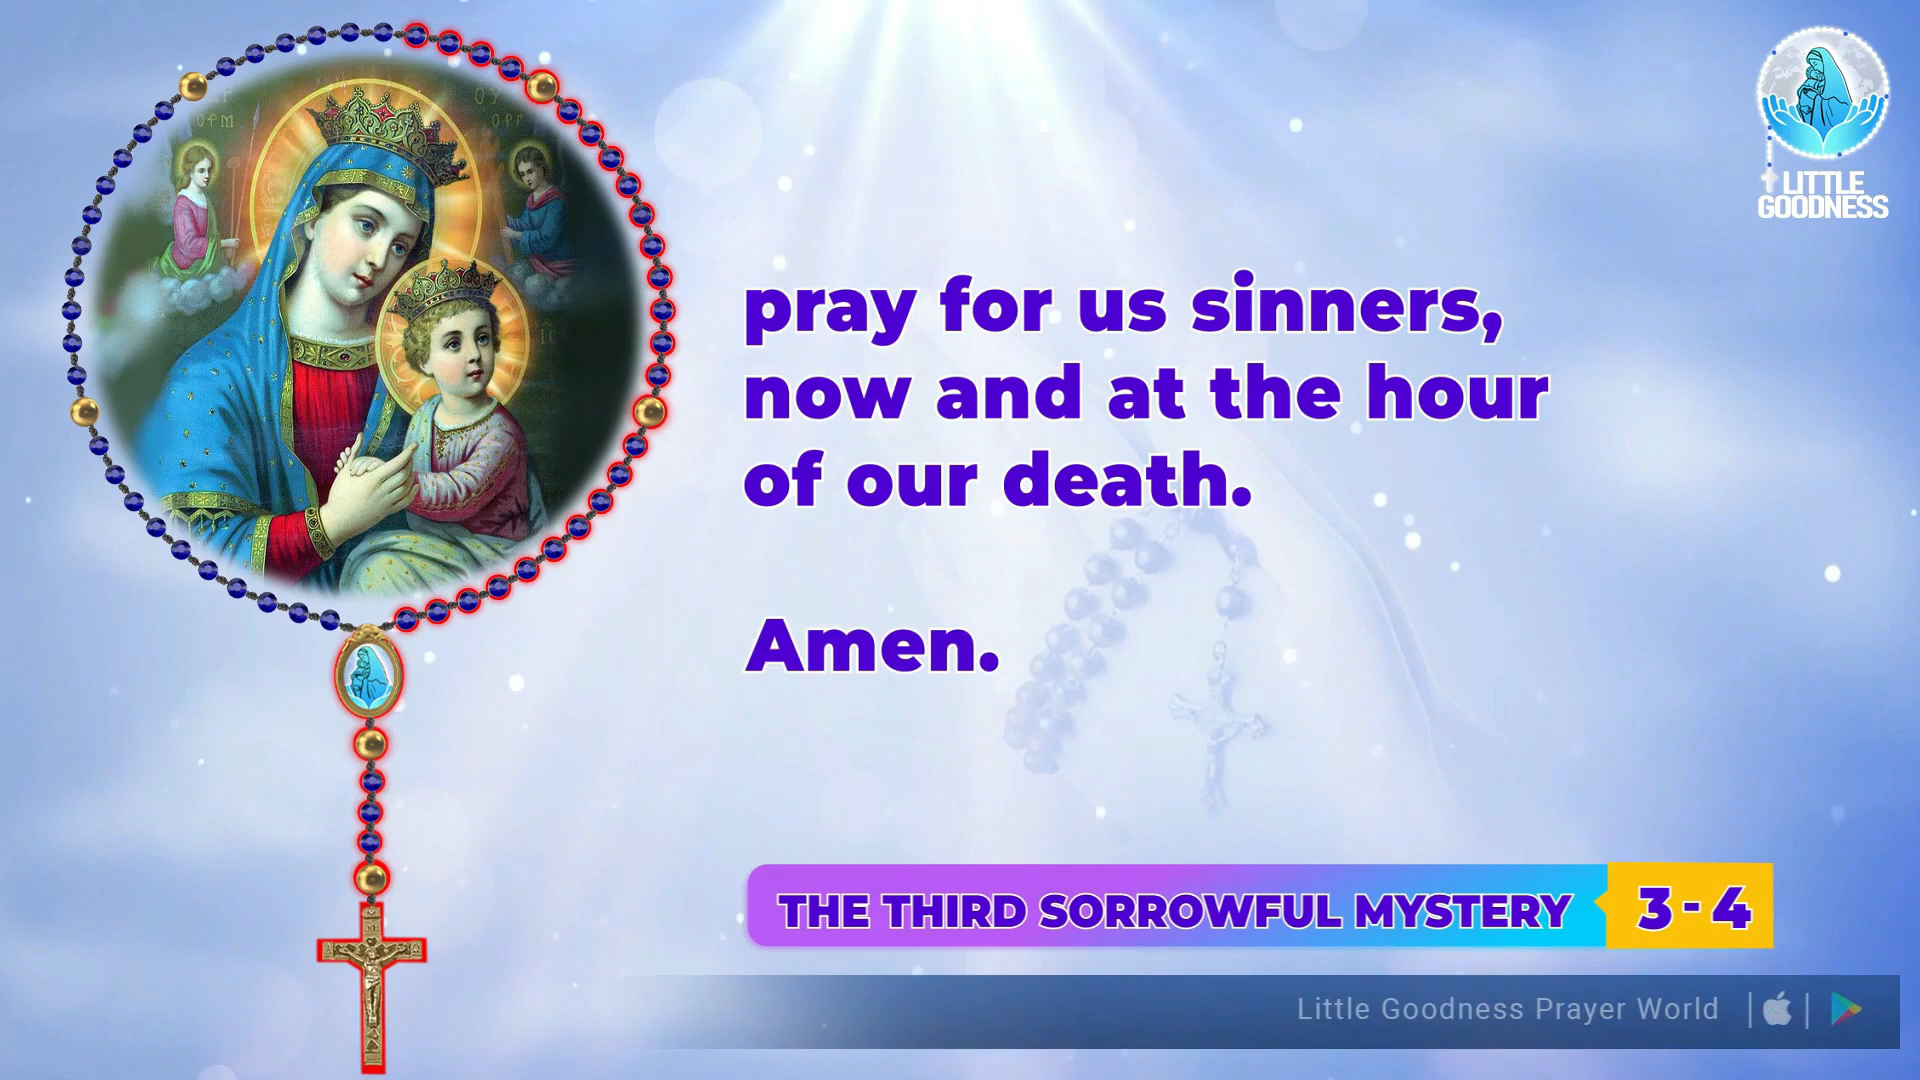 LITTLE
GOODNESS
pray for us sinners,
now and at the hour
of our death.
Amen.
THE THIRD SORROWFUL MYSTERY 3-4
Little Goodness Prayer World